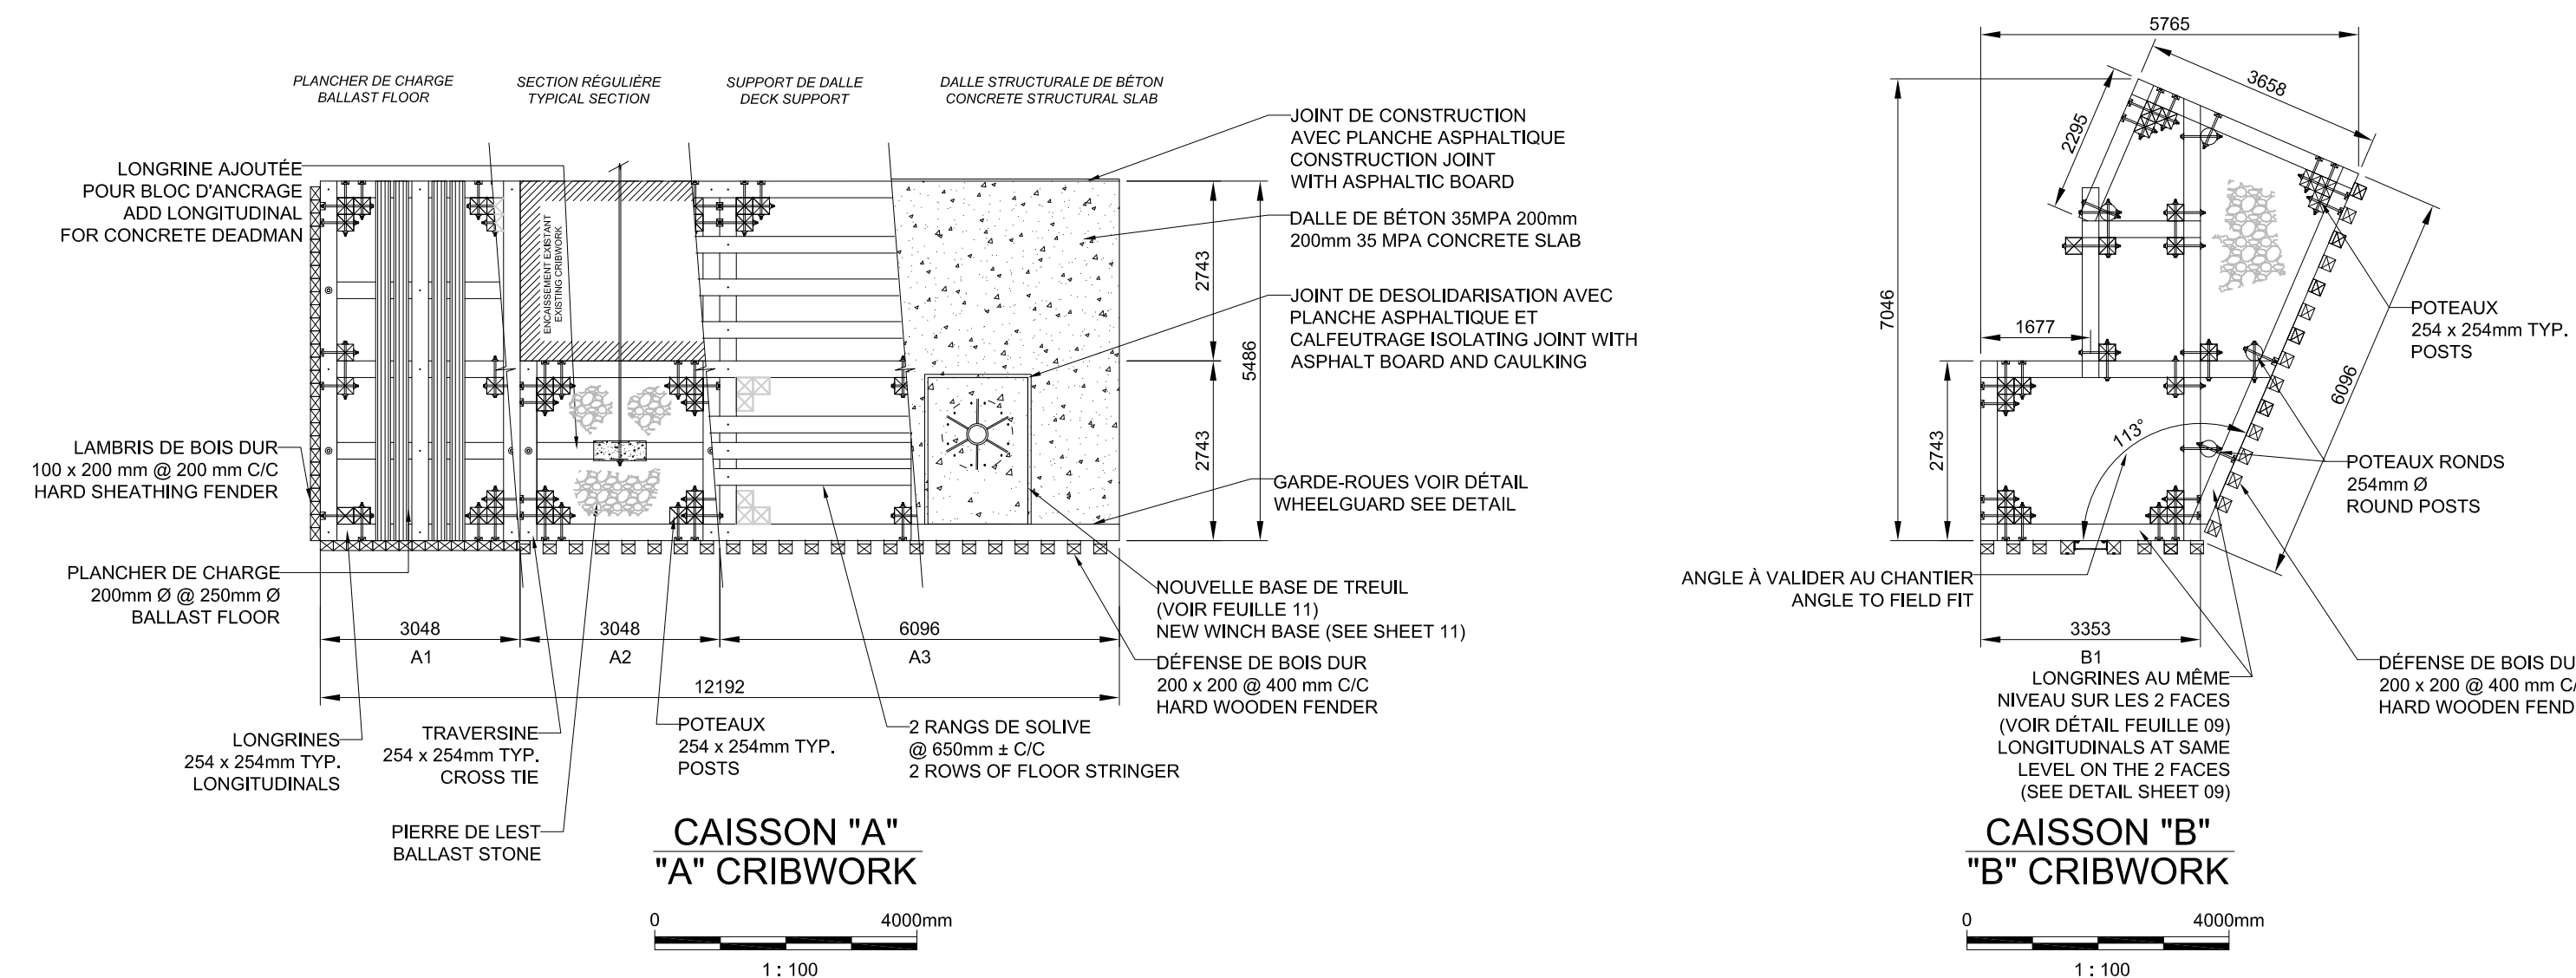 PLANCHER DE CHARGE
BALLAST FLOOR
SECTION RÉGULIÈRE
TYPICAL SECTION
SUPPORT DE DALLE
DECK SUPPORT
DALLE STRUCTURALE DE BÉTON
CONCRETE STRUCTURAL SLAB
LONGRINE AJOUTÉE
POUR BLOC D'ANCRAGE
ADD LONGITUDINAL
FOR CONCRETE DEADMAN
LAMBRIS DE BOIS DUR
100 x 200 mm @ 200 mm C/C
HARD SHEATHING FENDER
PLANCHER DE CHARGE
200mm Ø @ 250mm Ø
BALLAST FLOOR
ENCAISSEMENT EXISTANT
EXISTING CRIBWORK
JOINT DE CONSTRUCTION
AVEC PLANCHE ASPHALTIQUE
CONSTRUCTION JOINT
WITH ASPHALTIC BOARD
DALLE DE BÉTON 35MPA 200mm
200mm 35 MPA CONCRETE SLAB
JOINT DE DESOLIDARISATION AVEC
PLANCHE ASPHALTIQUE ET
CALFEUTRAGE ISOLATING JOINT WITH
ASPHALT BOARD AND CAULKING
GARDE-ROUES VOIR DÉTAIL
WHEELGUARD SEE DETAIL
NOUVELLE BASE DE TREUIL
(VOIR FEUILLE 11)
NEW WINCH BASE (SEE SHEET 11)
DÉFENSE DE BOIS DUR
200 x 200 @ 400 mm C/C
HARD WOODEN FENDER
2743
2743
5486
3048
A1
3048
A2
6096
A3
12192
LONGRINES
254 x 254mm TYP.
LONGITUDINALS
TRAVERSINE
254 x 254mm TYP.
CROSS TIE
POTEAUX
254 x 254mm TYP.
POSTS
2 RANGS DE SOLIVE
@ 650mm ± C/C
2 ROWS OF FLOOR STRINGER
PIERRE DE LEST
BALLAST STONE
CAISSON "A"
"A" CRIBWORK
0 4000mm
1 : 100
5765
3658
2295
7046
1677
2743
113°
6096
3353
B1
POTEAUX
254 x 254mm TYP.
POSTS
POTEAUX RONDS
254mm Ø
ROUND POSTS
ANGLE À VALIDER AU CHANTIER
ANGLE TO FIELD FIT
LONGRINES AU MÊME
NIVEAU SUR LES 2 FACES
(VOIR DÉTAIL FEUILLE 09)
LONGITUDINALS AT SAME
LEVEL ON THE 2 FACES
(SEE DETAIL SHEET 09)
DÉFENSE DE BOIS DU
200 x 200 @ 400 mm C/
HARD WOODEN FEND
CAISSON "B"
"B" CRIBWORK
0 4000mm
1 : 100